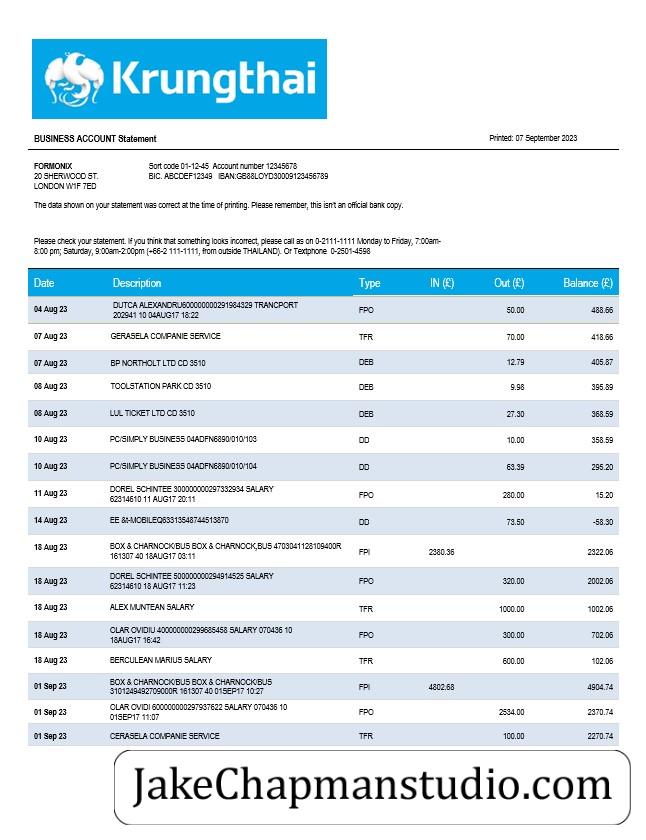 Krungthai
BUSINESS ACCOUNT Statement Printed: 07 September 2023
FORMONIX Sort code 01-12-45 Account number 12345678
20 SHERWOOD ST. BIC. ABCDEF12349 IBAN:GB88LOYD30009123456789
LONDON W1F 7ED
The data shown on your statement was correct at the time of printing. Please remember, this isn't an official bank copy.
Please check your statement. If you think that something looks incorrect, please call as on 0-2111-1111 Monday to Friday, 7:00am-
8:00 pm; Saturday, 9:00am-2:00pm (+66-2 111-1111, from outside THAILAND). Or Textphone 0-2501-4598
Date Description Type IN (£) Out (£) Balance (£)
04 Aug 23 DUTCA ALEXANDRU600000000291984329 TRANCPORT
202941 10 04AUG17 18:22 FPO 50.00 488.66
07 Aug 23 GERASELA COMPANIE SERVICE TFR 70.00 418.66
07 Aug 23 BP NORTHOLT LTD CD 3510 DEB 12.79 405.87
08 Aug 23 TOOLSTATION PARK CD 3510 DEB 9.98 395.89
08 Aug 23 LUL TICKET LTD CD 3510 DEB 27.30 368.59
10 Aug 23 PC/SIMPLY BUSINESS 04ADFN6890/010/103 DD 10.00 358.59
10 Aug 23 PC/SIMPLY BUSINESS 04ADFN6890/010/104 DD 63.39 295.20
11 Aug 23 DOREL SCHINTEE 300000000297332934 SALARY
62314610 11 AUG17 20:11 FPO 280.00 15.20
14 Aug 23 EE &t-MOBILEQ63313548744513870 DD 73.50 -58.30
18 Aug 23 BOX & CHARNOCK/BUS BOX & CHARNOCK,BUS 4703041128109400R
161307 40 18AUG17 03:11 FPI 2380.36 2322.06
18 Aug 23 DOREL SCHINTEE 500000000294914525 SALARY
62314610 18 AUG17 11:23 FPO 320.00 2002.06
18 Aug 23 ALEX MUNTEAN SALARY TFR 1000.00 1002.06
18 Aug 23 OLAR OVIDIU 400000000299685458 SALARY 070436 10
18AUG17 16:42 FPO 300.00 702.06
18 Aug 23 BERCULEAN MARIUS SALARY TFR 600.00 102.06
01 Sep 23 BOX & CHARNOCK/BUS BOX & CHARNOCK/BUS
3101249492709000R 161307 40 01SEP17 10:27 FPI 4802.68 4904.74
01 Sep 23 OLAR OVIDI 600000000297937622 SALARY 070436 10
01SEP17 11:07 FPO 2534.00 2370.74
01 Sep 23 CERASELA COMPANIE SERVICE TFR 100.00 2270.74
JakeChapmanstudio.com